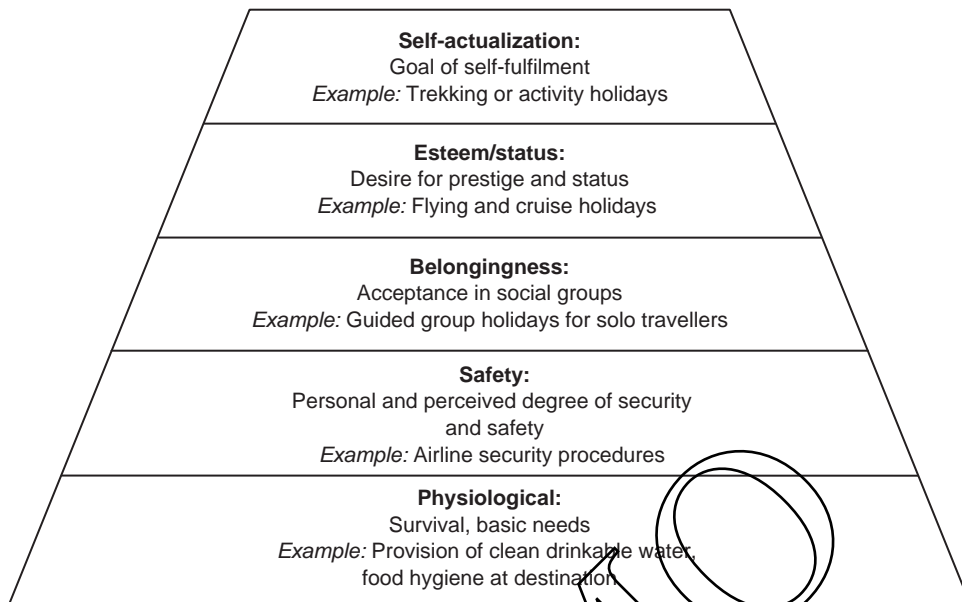 Self-actualization:
Goal of self-fulfilment
Example: Trekking or activity holidays
Esteem/status:
Desire for prestige and status
Example: Flying and cruise holidays
Belongingness:
Acceptance in social groups
Example: Guided group holidays for solo travellers
Safety:
Personal and perceived degree of security
and safety
Example: Airline security procedures
Physiological:
Survival, basic needs
Example: Provision of clean drinkable water,
food hygiene at destination